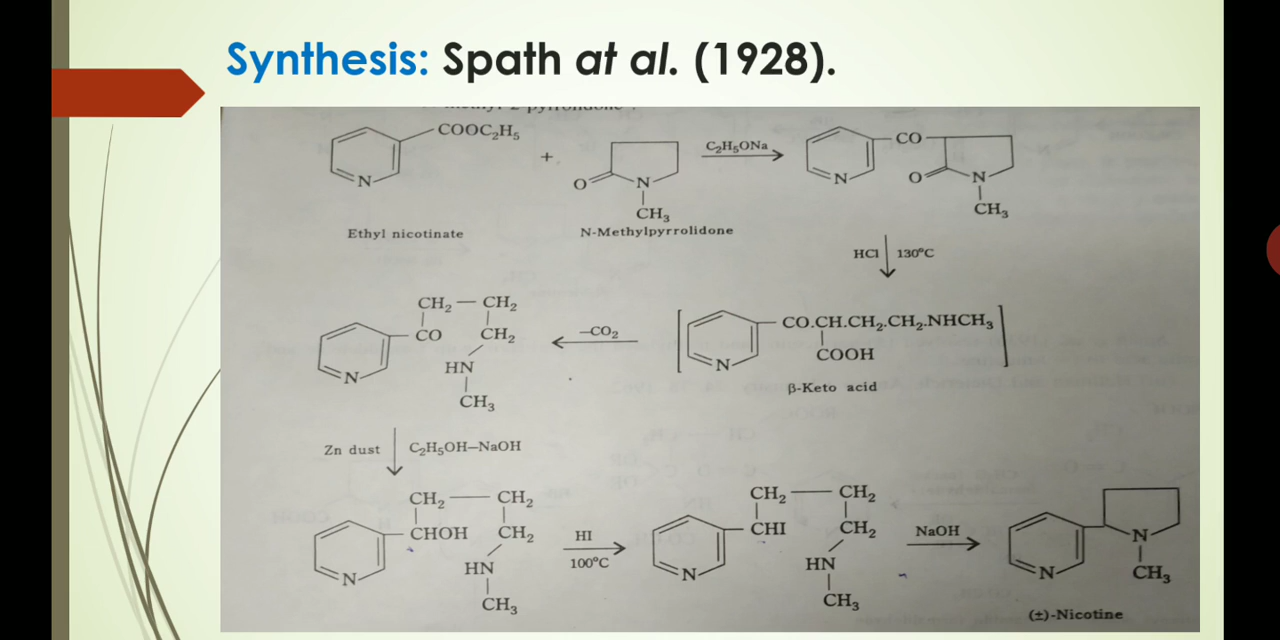 Synthesis: Spath at al. (1928).
COOC₂H₅
N
+
O
N
CH₃
C₂H₅ONa
CO
N
O
N
CH₃
Ethyl nicotinate
N-Methylpyrrolidone
HCl 130°C
CH₂ — CH₂
CO CH₂
N
HN
CH₃
–CO₂
CO.CH.CH₂.CH₂.NHCH₃
N
COOH
β-Keto acid
Zn dust C₂H₅OH–NaOH
CH₂ — CH₂
CHOH CH₂
N
HN
CH₃
HI
100°C
CH₂ — CH₂
CHI CH₂
N
HN
CH₃
NaOH
N
N
CH₃
(±)-Nicotine